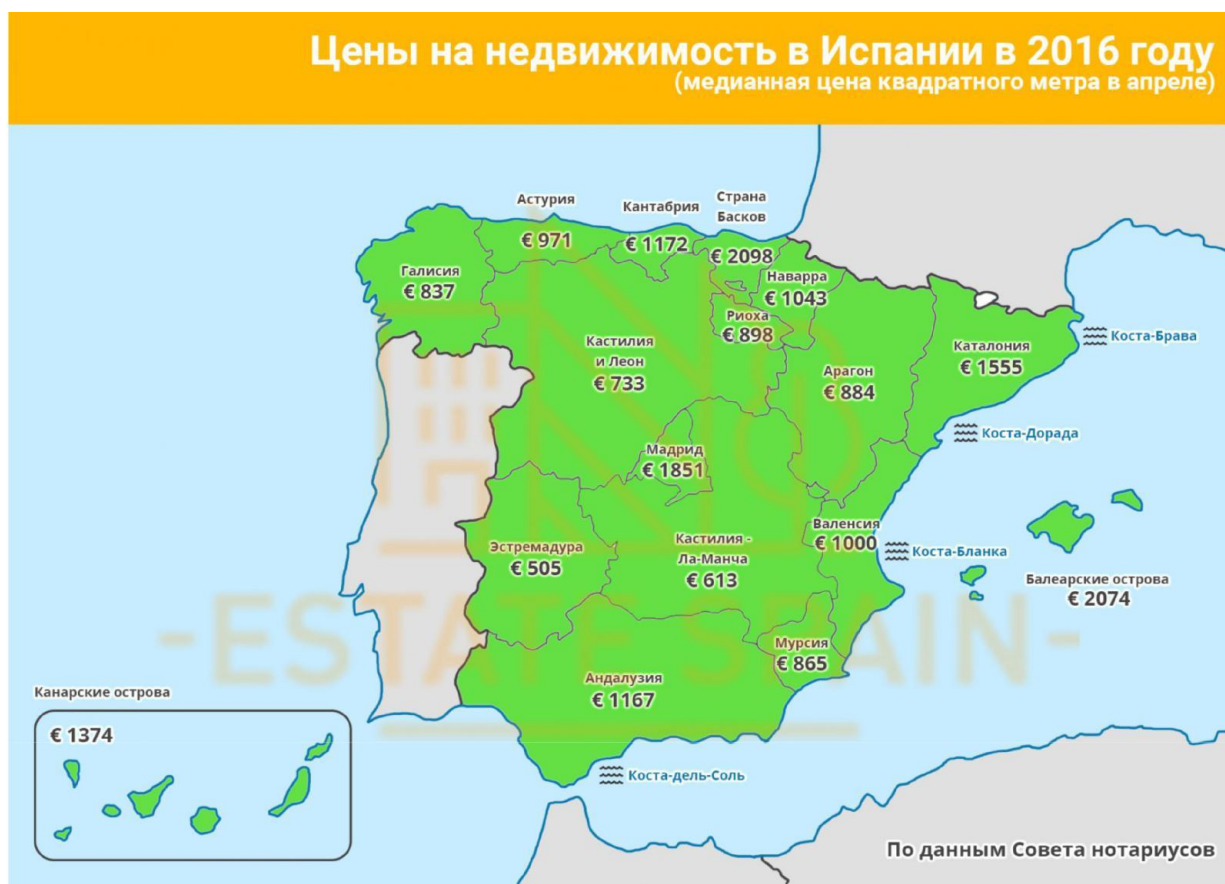 Цены на недвижимость в Испании в 2016 году
(медианная цена квадратного метра в апреле)
Астурия
€ 971
Кантабрия
€ 1172
Страна
Басков
€ 2098
Галисия
€ 837
Наварра
€ 1043
Риоха
€ 898
Кастилия
и Леон
€ 733
Арагон
€ 884
Каталония
€ 1555
Коста-Брава
Коста-Дорада
Мадрид
€ 1851
Валенсия
€ 1000
Коста-Бланка
Эстремадура
€ 505
Кастилия -
Ла-Манча
€ 613
Балеарские острова
€ 2074
- ESTATE SPAIN -
Мурсия
€ 865
Андалузия
€ 1167
Канарские острова
€ 1374
Коста-дель-Соль
По данным Совета нотариусов